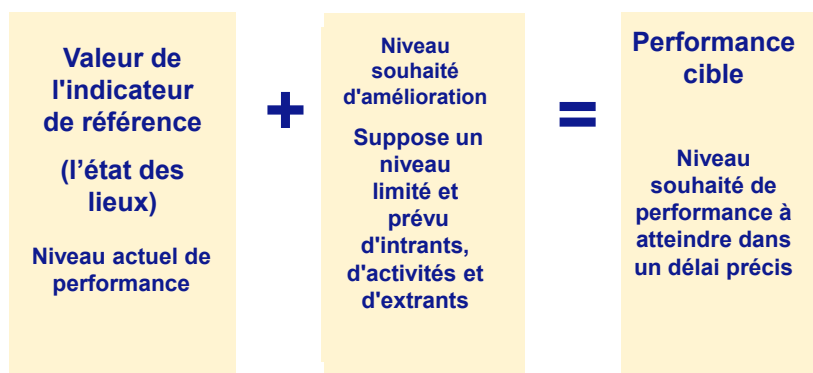 Valeur de
l'indicateur
de référence
(l’état des
lieux)
Niveau actuel de
performance
+
Niveau
souhaité
d'amélioration
Suppose un
niveau
limité et
prévu
d'intrants,
d'activités et
d'extrants
=
Performance
cible
Niveau
souhaité de
performance à
atteindre dans
un délai précis